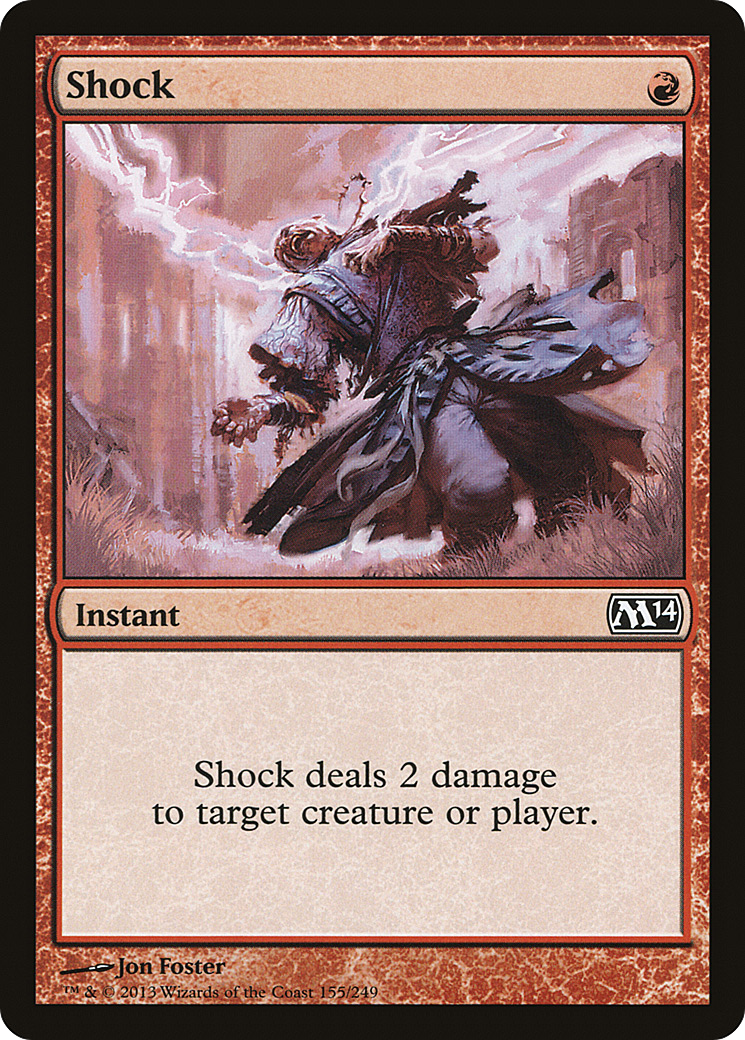 Shock
Instant
M14
Shock deals 2 damage
to target creature or player.
Jon Foster
™ & © 2013 Wizards of the Coast 155/249